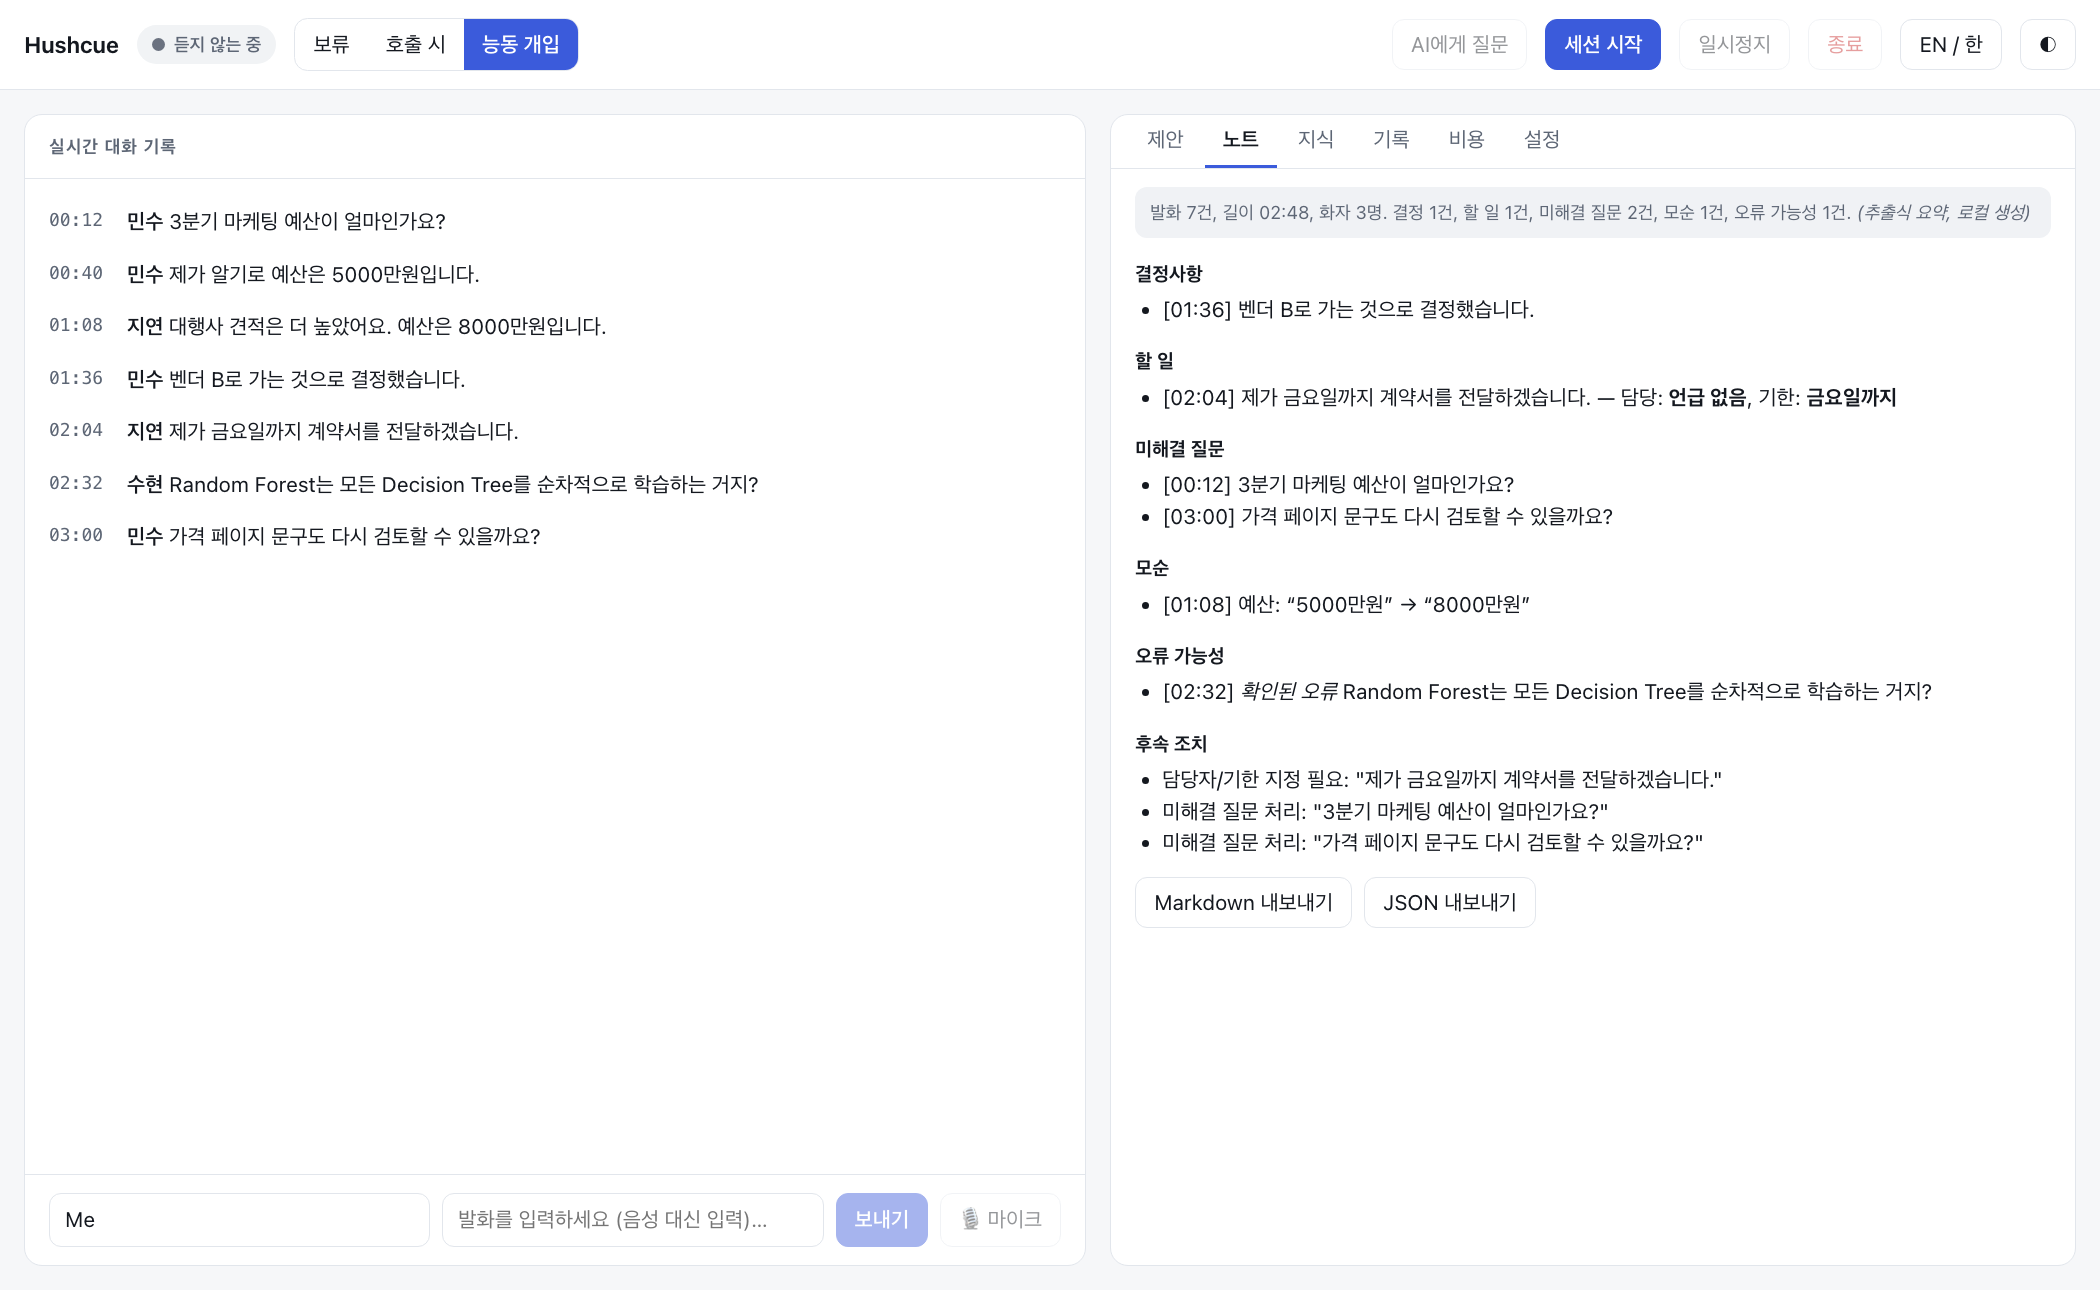 Hushcue
듣지 않는 중
보류 호출 시 능동 개입
AI에게 질문 세션 시작 일시정지 종료 EN / 한
실시간 대화 기록
00:12 민수 3분기 마케팅 예산이 얼마인가요?
00:40 민수 제가 알기로 예산은 5000만원입니다.
01:08 지연 대행사 견적은 더 높았어요. 예산은 8000만원입니다.
01:36 민수 벤더 B로 가는 것으로 결정했습니다.
02:04 지연 제가 금요일까지 계약서를 전달하겠습니다.
02:32 수현 Random Forest는 모든 Decision Tree를 순차적으로 학습하는 거지?
03:00 민수 가격 페이지 문구도 다시 검토할 수 있을까요?
Me
발화를 입력하세요 (음성 대신 입력)...
보내기
마이크
제안 노트 지식 기록 비용 설정
발화 7건, 길이 02:48, 화자 3명. 결정 1건, 할 일 1건, 미해결 질문 2건, 모순 1건, 오류 가능성 1건. (추출식 요약, 로컬 생성)
결정사항
• [01:36] 벤더 B로 가는 것으로 결정했습니다.
할 일
• [02:04] 제가 금요일까지 계약서를 전달하겠습니다. — 담당: 언급 없음, 기한: 금요일까지
미해결 질문
• [00:12] 3분기 마케팅 예산이 얼마인가요?
• [03:00] 가격 페이지 문구도 다시 검토할 수 있을까요?
모순
• [01:08] 예산: “5000만원” → “8000만원”
오류 가능성
• [02:32] 확인된 오류 Random Forest는 모든 Decision Tree를 순차적으로 학습하는 거지?
후속 조치
• 담당자/기한 지정 필요: "제가 금요일까지 계약서를 전달하겠습니다."
• 미해결 질문 처리: "3분기 마케팅 예산이 얼마인가요?"
• 미해결 질문 처리: "가격 페이지 문구도 다시 검토할 수 있을까요?"
Markdown 내보내기 JSON 내보내기